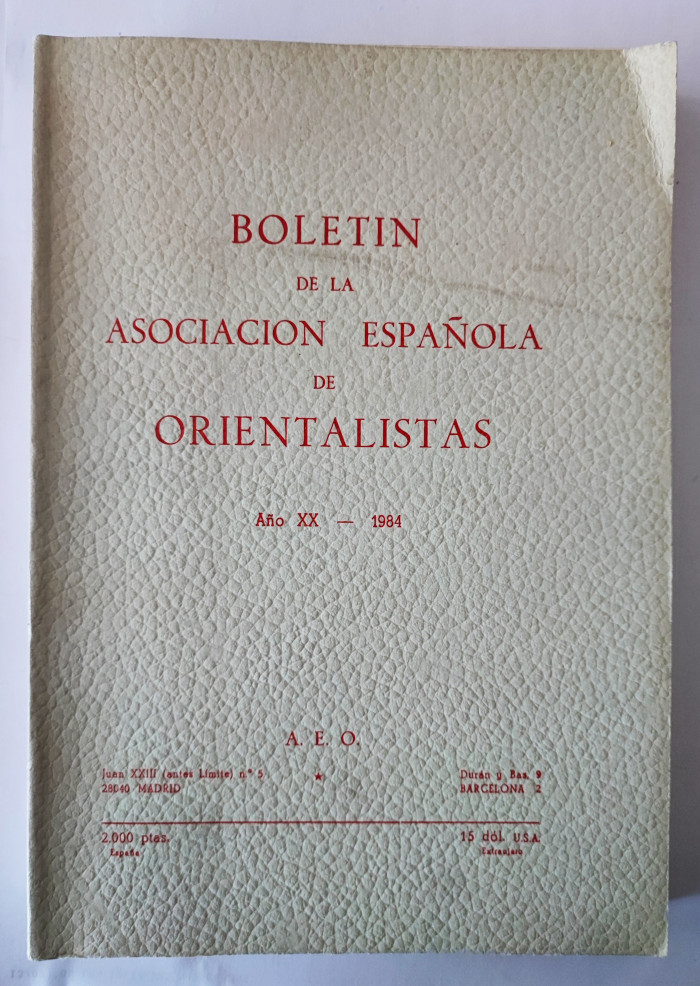 BOLETIN
DE LA
ASOCIACION ESPAÑOLA
DE
ORIENTALISTAS
Año XX — 1984
A. E. O.
Juan XXIII (antes Límite) n.º 5
28040 MADRID
★
Durán y Bas, 9
BARCELONA 2
2.000 ptas.
España
15 dól. U.S.A.
Extranjero